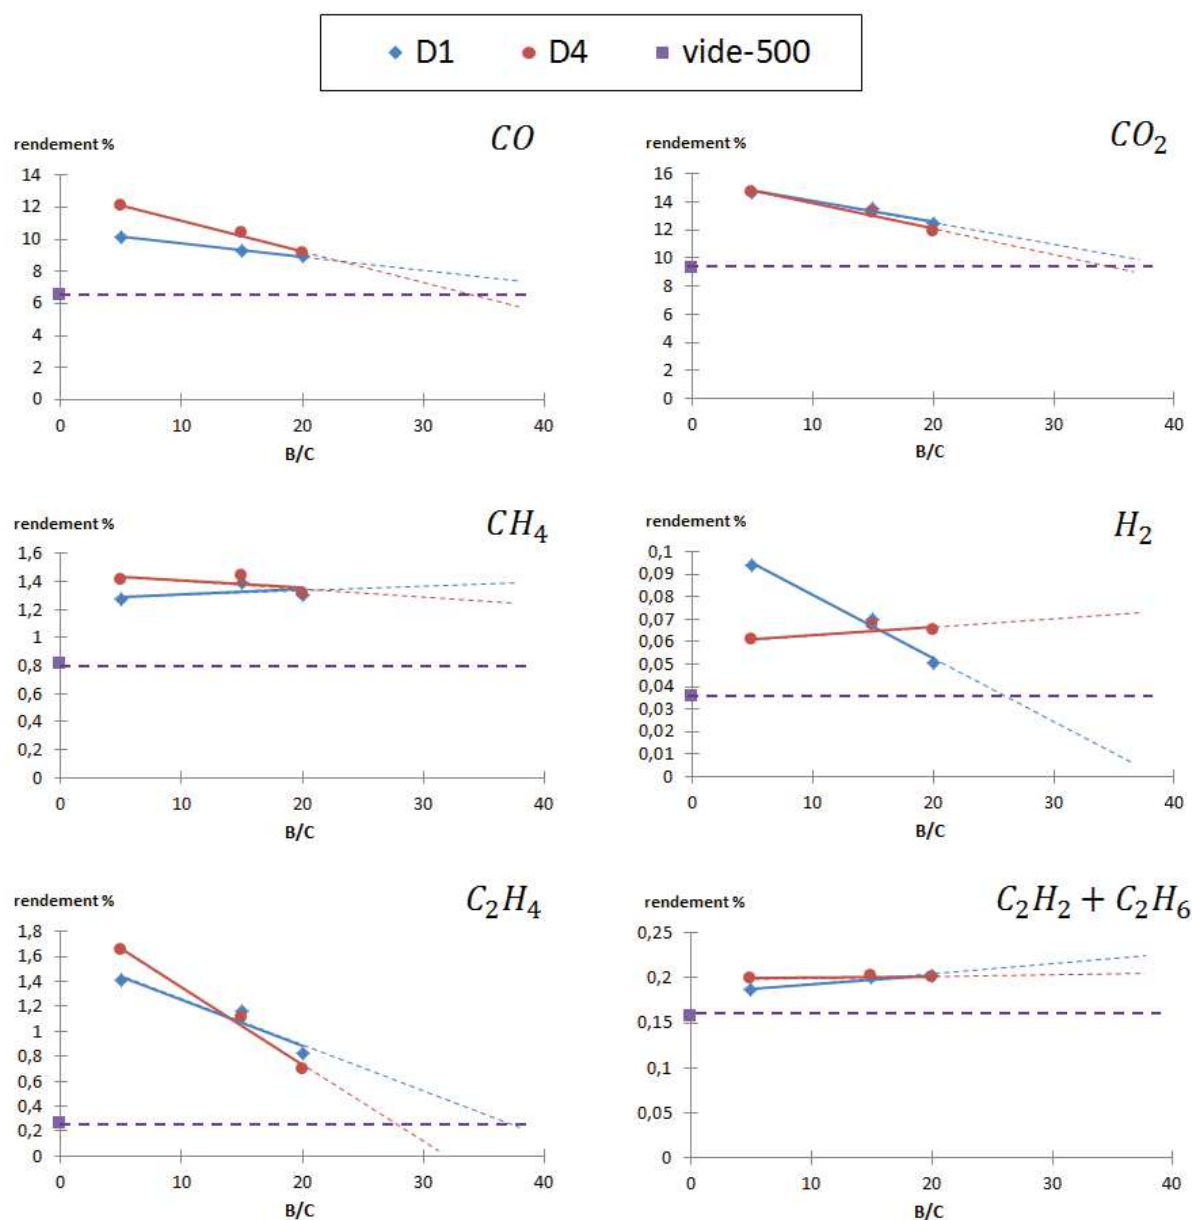 D1 D4 vide-500
rendement % CO
14
12
10
8
6
4
2
0
0 10 20 30 40
B/C
rendement % CO₂
16
14
12
10
8
6
4
2
0
0 10 20 30 40
B/C
rendement % CH₄
1,6
1,4
1,2
1
0,8
0,6
0,4
0,2
0
0 10 20 30 40
B/C
rendement % H₂
0,1
0,09
0,08
0,07
0,06
0,05
0,04
0,03
0,02
0,01
0
0 10 20 30 40
B/C
rendement % C₂H₄
1,8
1,6
1,4
1,2
1
0,8
0,6
0,4
0,2
0
0 10 20 30 40
B/C
rendement % C₂H₂ + C₂H₆
0,25
0,2
0,15
0,1
0,05
0
0 10 20 30 40
B/C